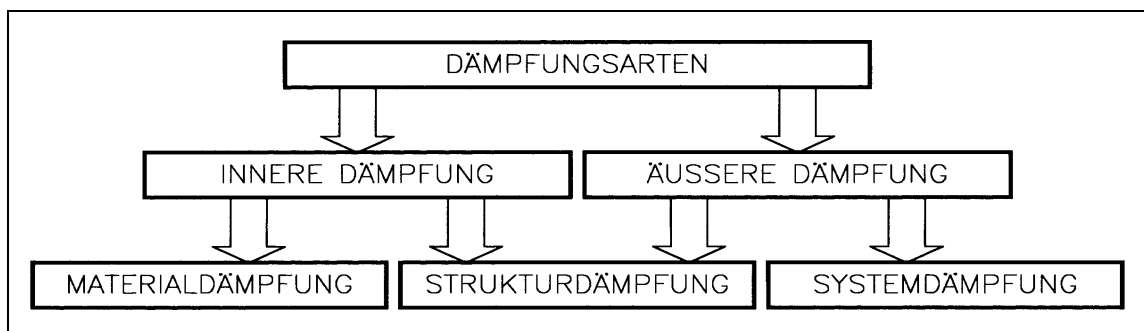 DÄMPFUNGSARTEN
INNERE DÄMPFUNG
ÄUSSERE DÄMPFUNG
MATERIALDÄMPFUNG
STRUKTURDÄMPFUNG
SYSTEMDÄMPFUNG